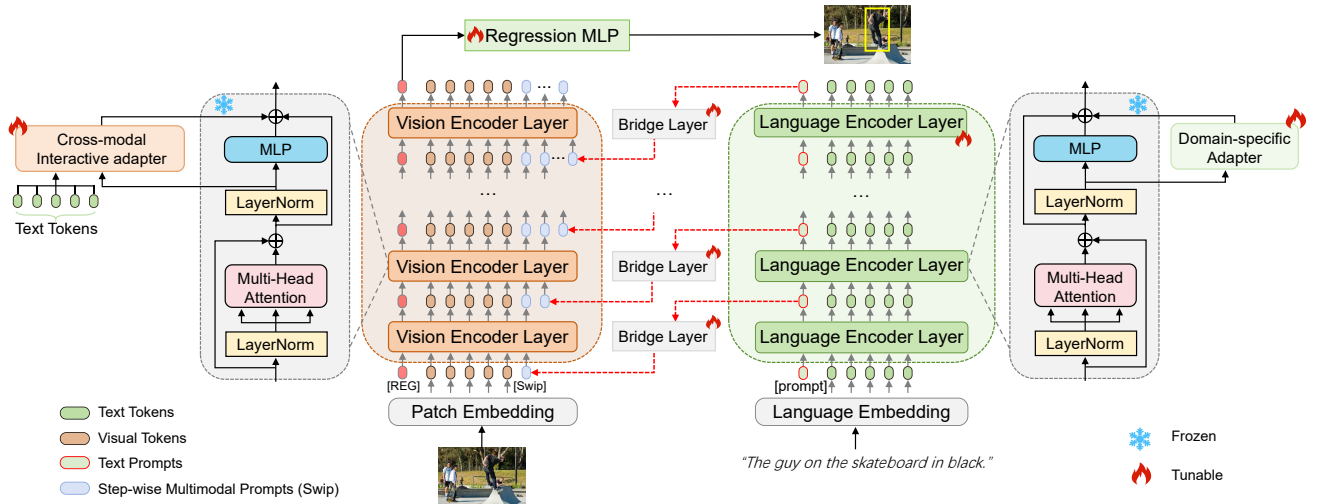 Regression MLP
Cross-modal
Interactive adapter
Text Tokens
MLP
LayerNorm
Multi-Head
Attention
LayerNorm
...
Vision Encoder Layer
...
...
Vision Encoder Layer
Vision Encoder Layer
[REG]
[Swip]
Patch Embedding
Bridge Layer
...
Bridge Layer
Bridge Layer
Language Encoder Layer
...
Language Encoder Layer
Language Encoder Layer
[prompt]
Language Embedding
"The guy on the skateboard in black."
MLP
LayerNorm
Multi-Head
Attention
LayerNorm
Domain-specific
Adapter
Text Tokens
Visual Tokens
Text Prompts
Step-wise Multimodal Prompts (Swip)
Frozen
Tunable